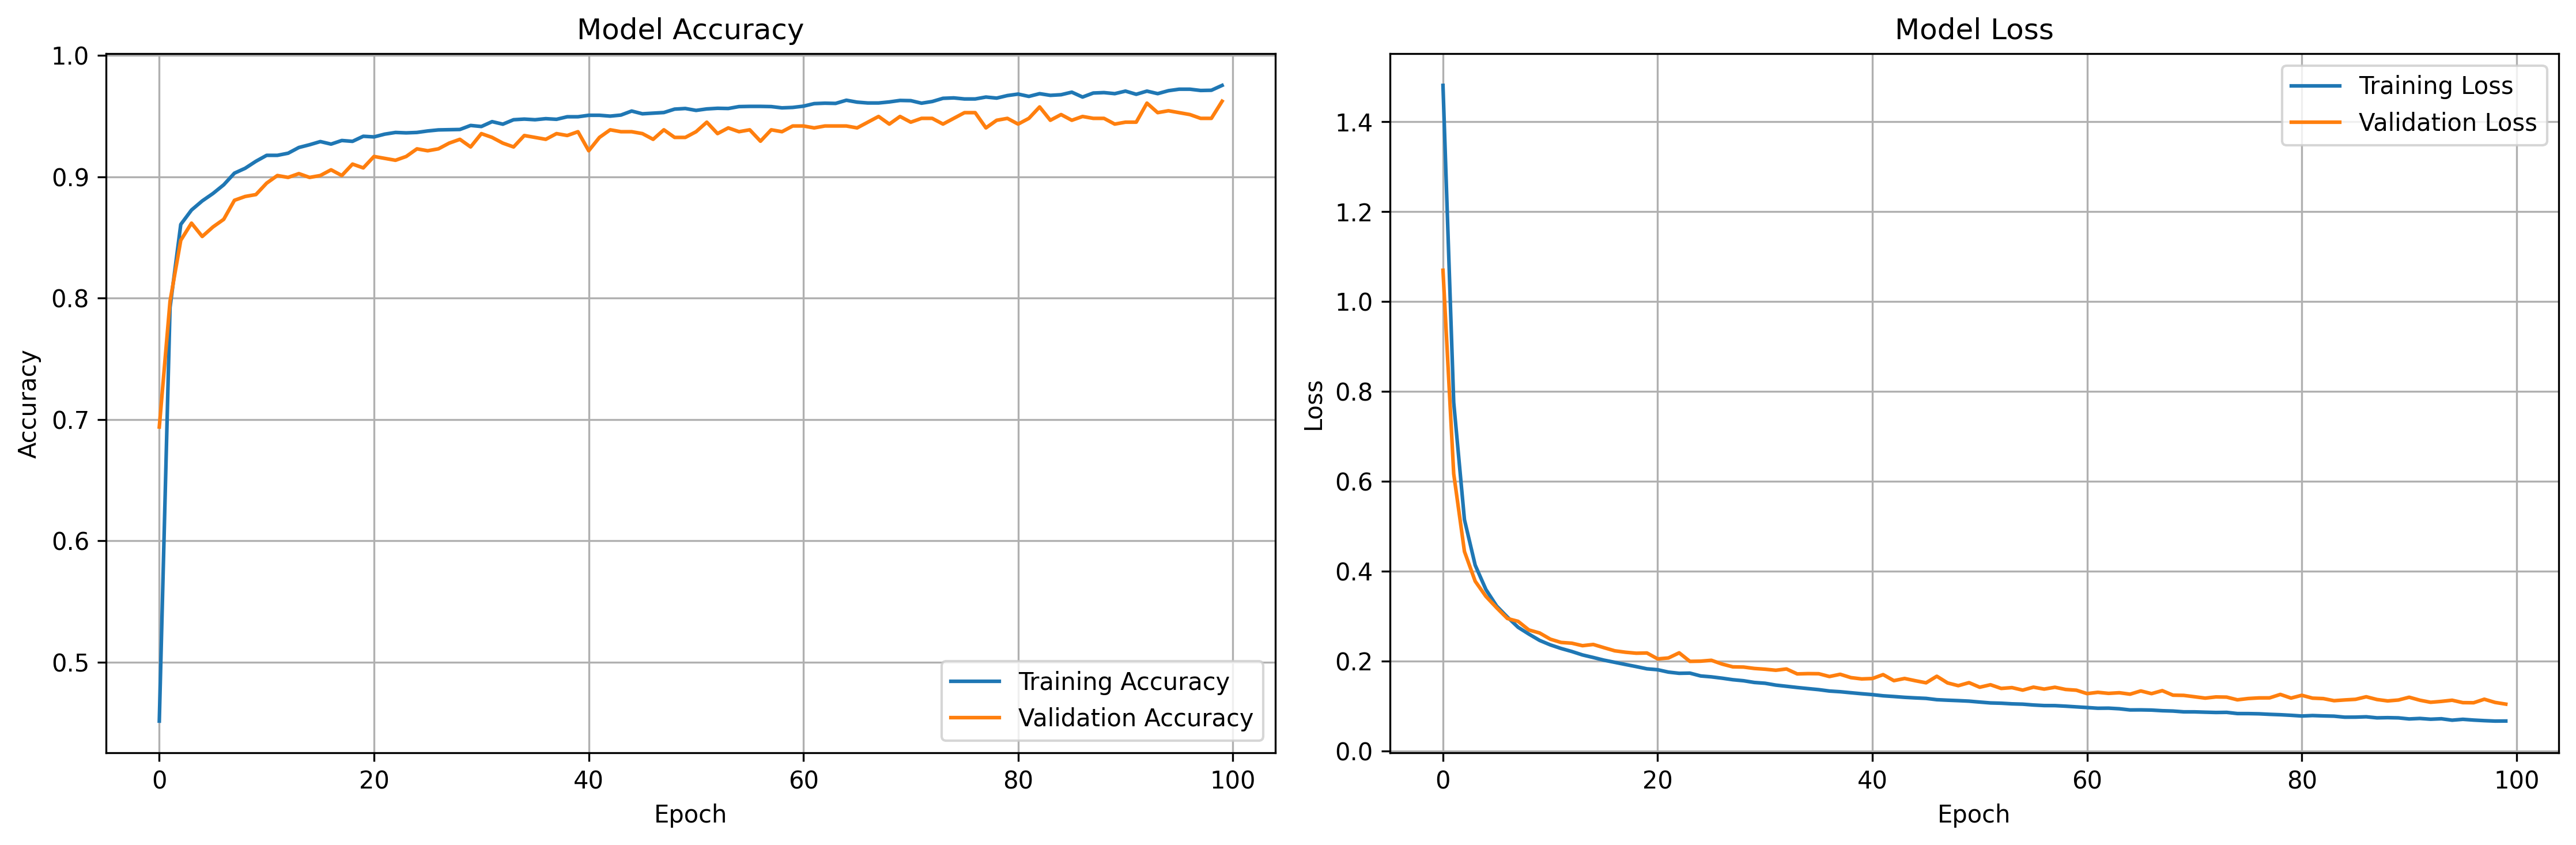 Model Accuracy
1.0
0.9
0.8
0.7
0.6
0.5
Accuracy
0
20
40
60
80
100
Epoch
Training Accuracy
Validation Accuracy
Model Loss
1.4
1.2
1.0
0.8
0.6
0.4
0.2
0.0
Loss
0
20
40
60
80
100
Epoch
Training Loss
Validation Loss